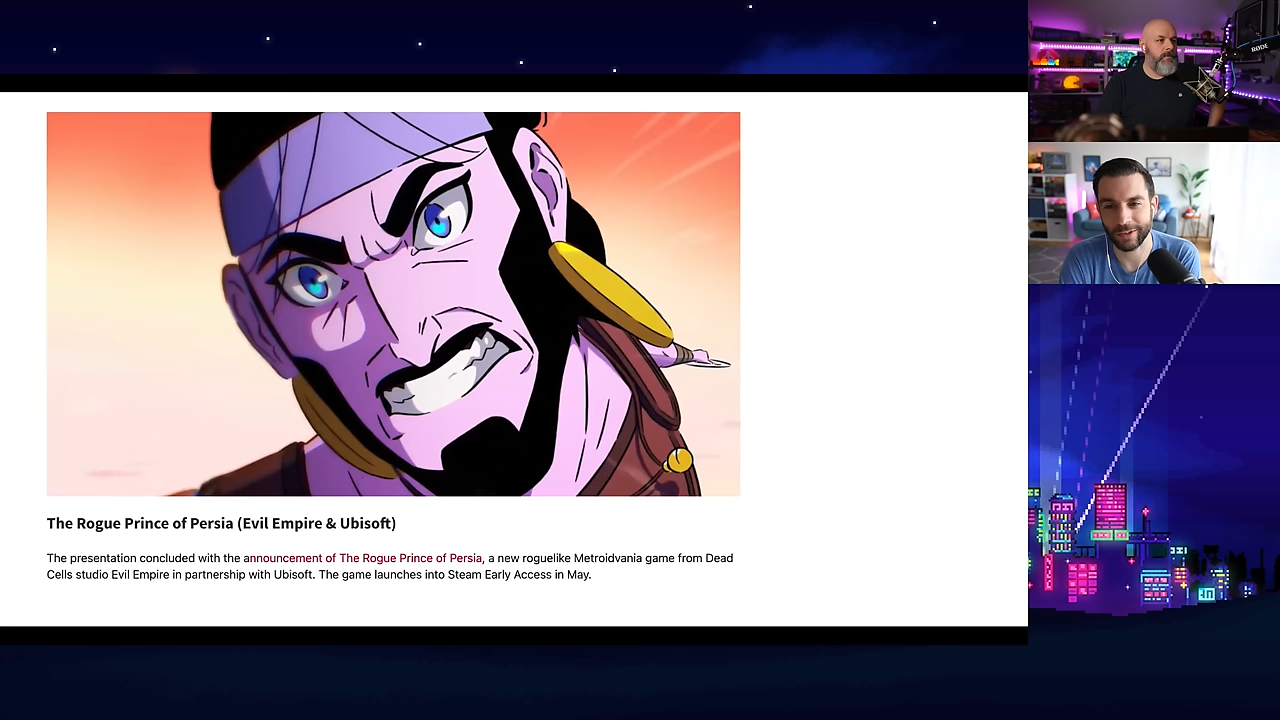 RODE
The Rogue Prince of Persia (Evil Empire & Ubisoft)
The presentation concluded with the announcement of The Rogue Prince of Persia, a new roguelike Metroidvania game from Dead
Cells studio Evil Empire in partnership with Ubisoft. The game launches into Steam Early Access in May.